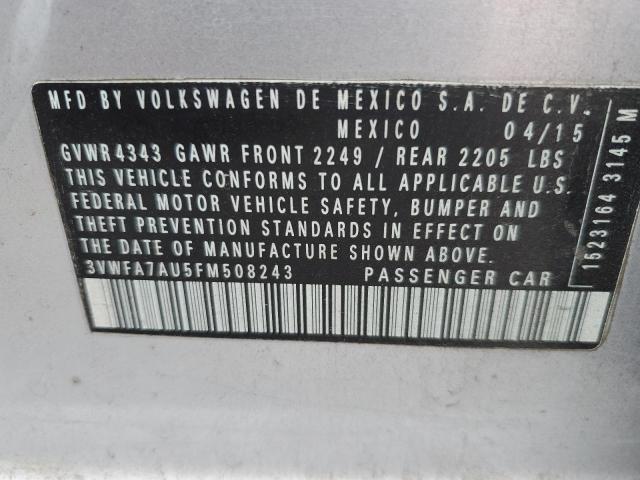 MFD BY VOLKSWAGEN DE MEXICO S.A. DE C.V.
MEXICO 04/15
GVWR 4343 GAWR FRONT 2249 / REAR 2205 LBS
THIS VEHICLE CONFORMS TO ALL APPLICABLE U.S.
FEDERAL MOTOR VEHICLE SAFETY, BUMPER AND
THEFT PREVENTION STANDARDS IN EFFECT ON
THE DATE OF MANUFACTURE SHOWN ABOVE.
3VWFA7AU5FM508243 PASSENGER CAR
1523164 3145 M